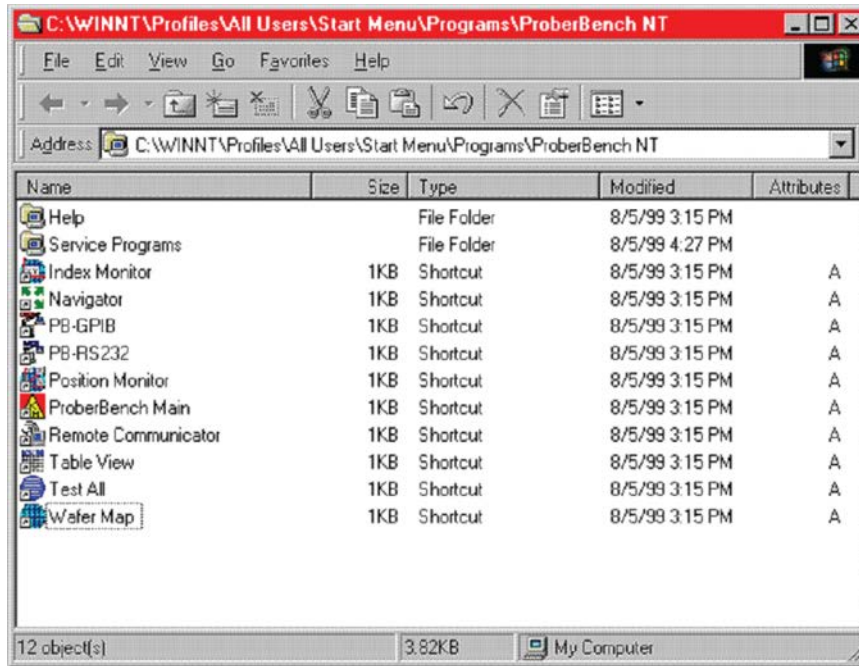 C:\WINNT\Profiles\All Users\Start Menu\Programs\ProberBench NT
File Edit View Go Favorites Help
Address C:\WINNT\Profiles\All Users\Start Menu\Programs\ProberBench NT
Name Size Type Modified Attributes
Help File Folder 8/5/99 3:15 PM
Service Programs File Folder 8/5/99 4:27 PM
Index Monitor 1KB Shortcut 8/5/99 3:15 PM A
Navigator 1KB Shortcut 8/5/99 3:15 PM A
PB-GPIB 1KB Shortcut 8/5/99 3:15 PM A
PB-RS232 1KB Shortcut 8/5/99 3:15 PM A
Position Monitor 1KB Shortcut 8/5/99 3:15 PM A
ProberBench Main 1KB Shortcut 8/5/99 3:15 PM A
Remote Communicator 1KB Shortcut 8/5/99 3:15 PM A
Table View 1KB Shortcut 8/5/99 3:15 PM A
Test All 1KB Shortcut 8/5/99 3:15 PM A
Wafer Map 1KB Shortcut 8/5/99 3:15 PM A
12 object(s) 3.82KB My Computer